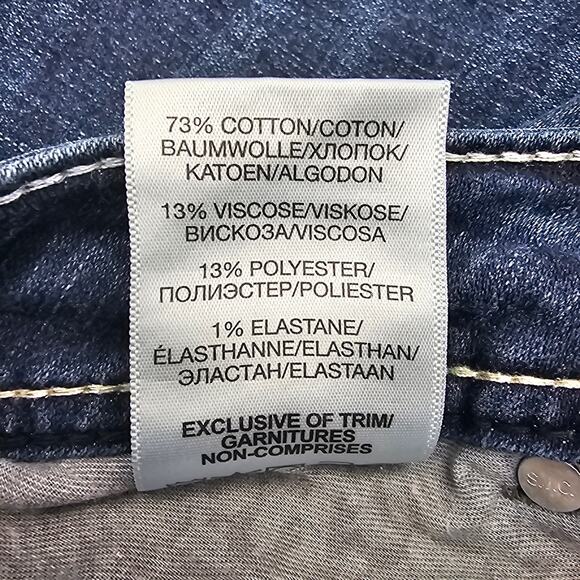 73% COTTON/COTON/
BAUMWOLLE/ХЛОПОК/
KATOEN/ALGODON
13% VISCOSE/VISKOSE/
ВИСКОЗА/VISCOSA
13% POLYESTER/
ПОЛИЭСТЕР/POLIESTER
1% ELASTANE/
ÉLASTHANNE/ELASTHAN/
ЭЛАСТАН/ELASTAAN
EXCLUSIVE OF TRIM/
GARNITURES
NON-COMPRISES